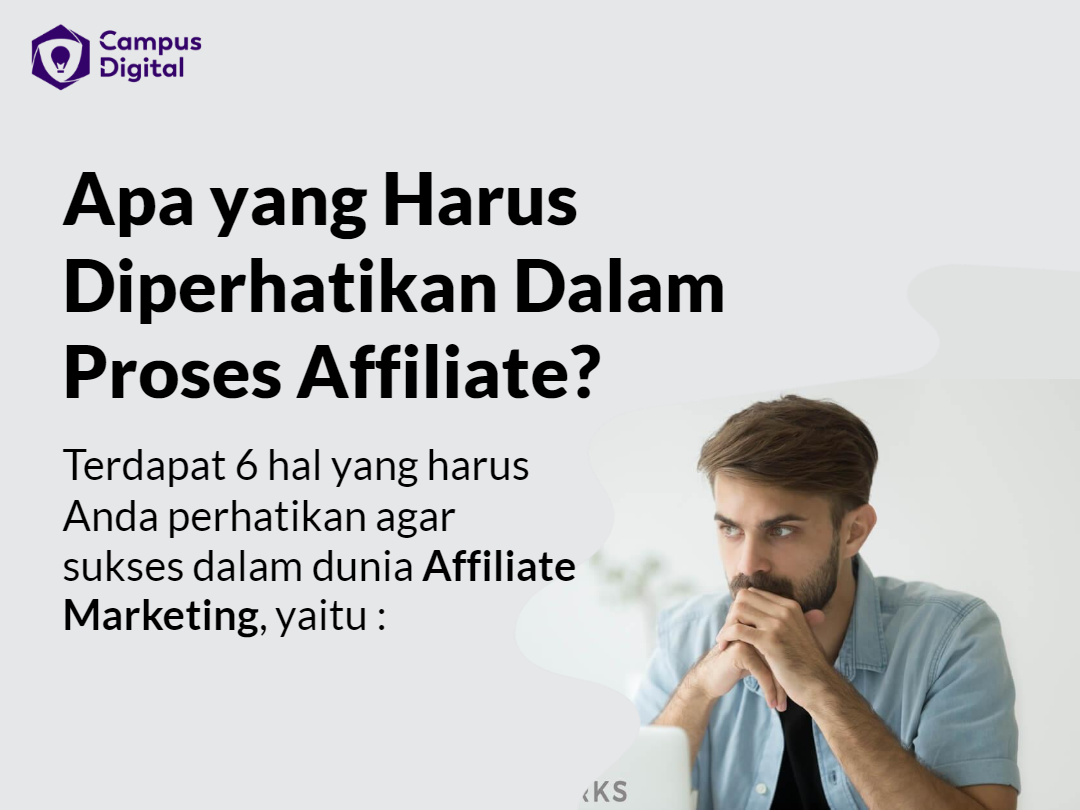 Campus
Digital
Apa yang Harus
Diperhatikan Dalam
Proses Affiliate?
Terdapat 6 hal yang harus
Anda perhatikan agar
sukses dalam dunia Affiliate
Marketing, yaitu :